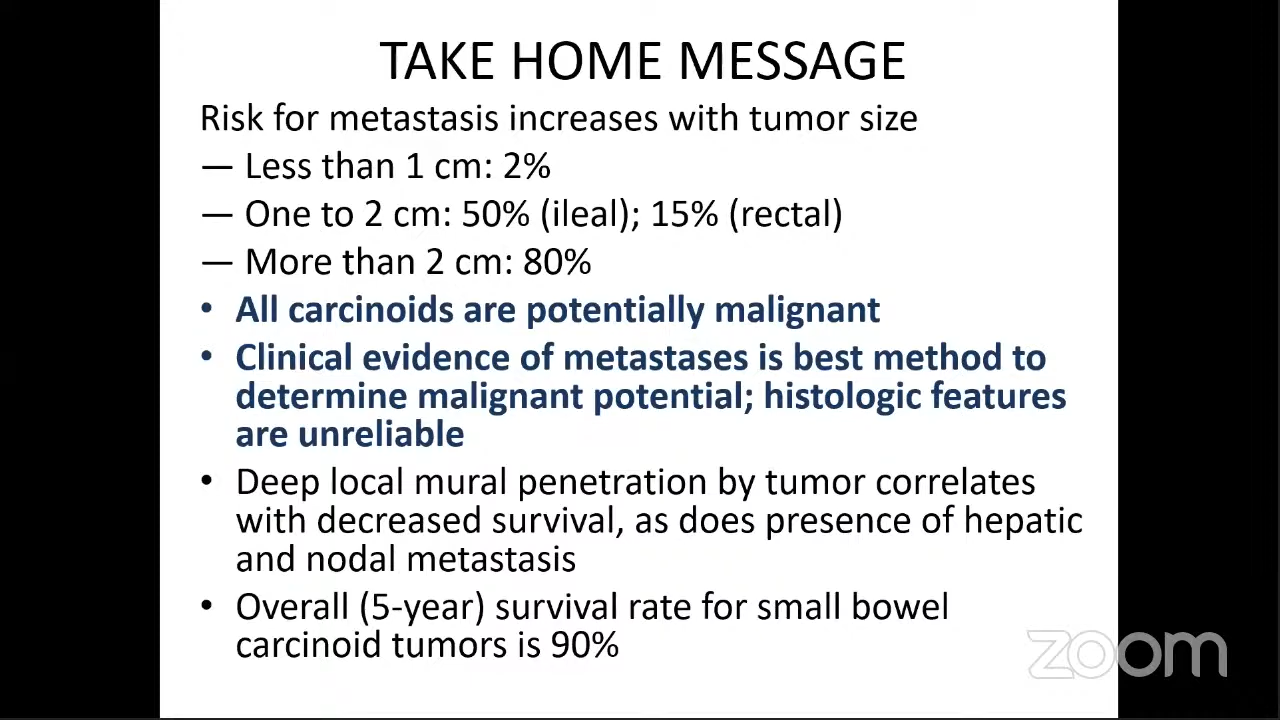 TAKE HOME MESSAGE
Risk for metastasis increases with tumor size
— Less than 1 cm: 2%
— One to 2 cm: 50% (ileal); 15% (rectal)
— More than 2 cm: 80%
• All carcinoids are potentially malignant
• Clinical evidence of metastases is best method to
determine malignant potential; histologic features
are unreliable
• Deep local mural penetration by tumor correlates
with decreased survival, as does presence of hepatic
and nodal metastasis
• Overall (5-year) survival rate for small bowel
carcinoid tumors is 90%
zoom